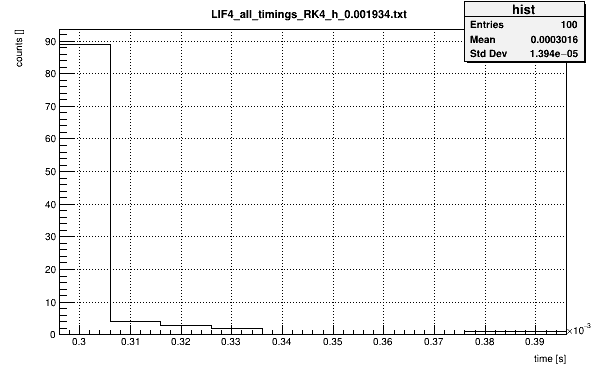 LIF4_all_timings_RK4_h_0.001934.txt
hist
Entries 100
Mean 0.0003016
Std Dev 1.394e−05
counts []
90
80
70
60
50
40
30
20
10
0
0.3 0.31 0.32 0.33 0.34 0.35 0.36 0.37 0.38 0.39
×10⁻³
time [s]